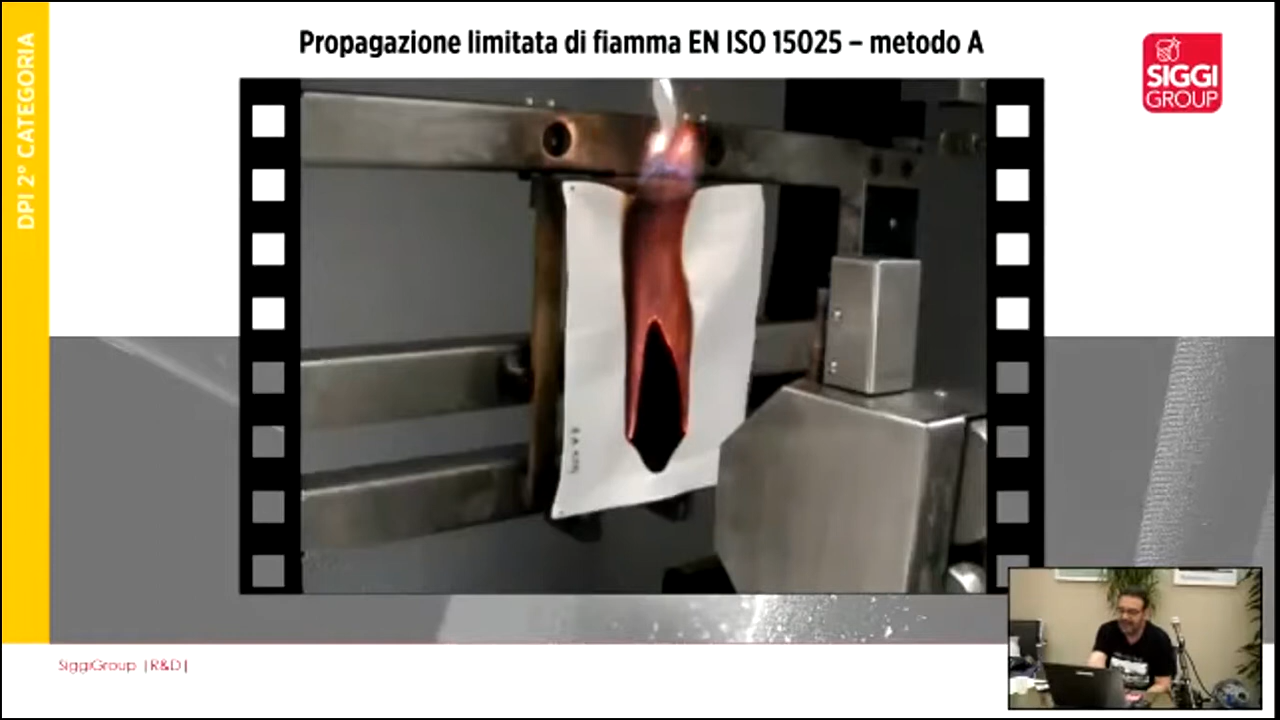 DPI 2° CATEGORIA
Propagazione limitata di fiamma EN ISO 15025 – metodo A
SIGGI
GROUP
SiggiGroup |R&D|